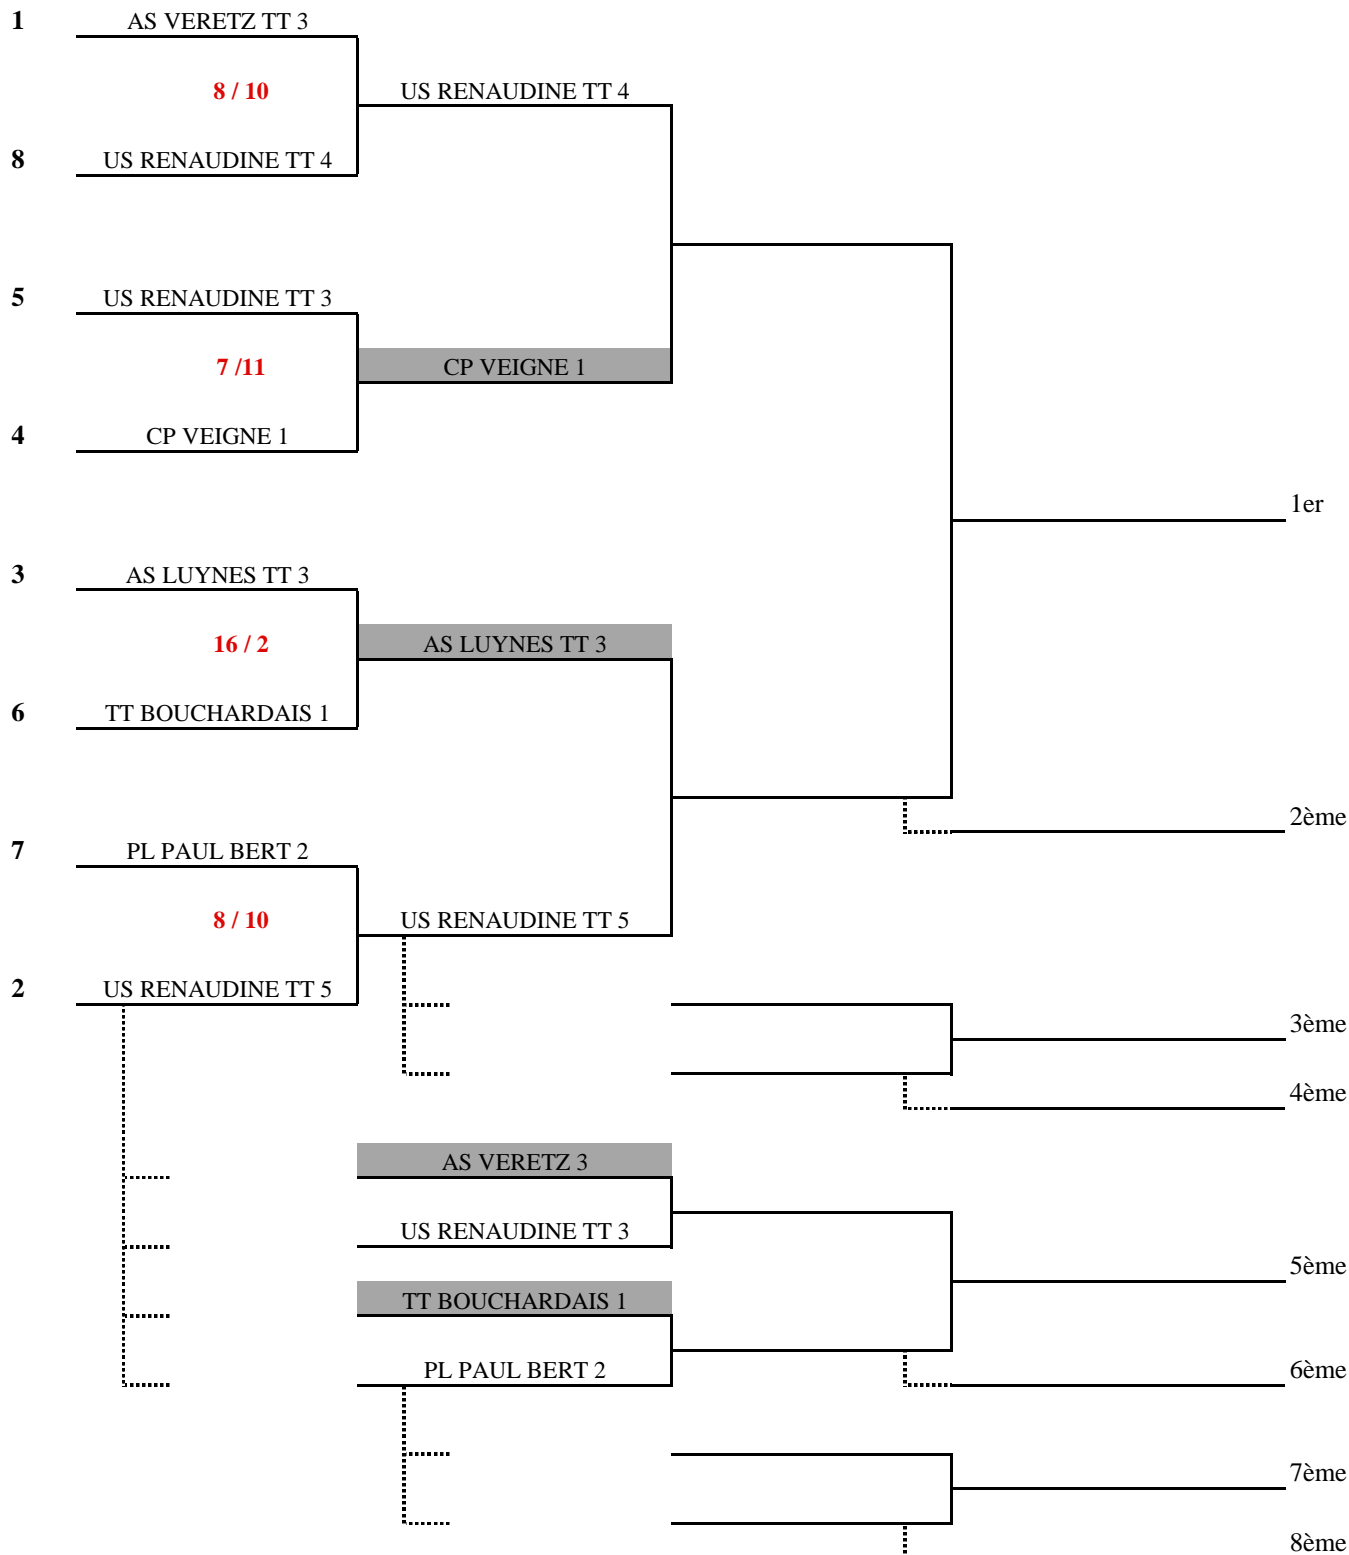 1 AS VERETZ TT 3
8 / 10 US RENAUDINE TT 4
8 US RENAUDINE TT 4
5 US RENAUDINE TT 3
7 /11 CP VEIGNE 1
4 CP VEIGNE 1
1er
3 AS LUYNES TT 3
16 / 2 AS LUYNES TT 3
6 TT BOUCHARDAIS 1
2ème
7 PL PAUL BERT 2
8 / 10 US RENAUDINE TT 5
2 US RENAUDINE TT 5
3ème
4ème
AS VERETZ 3
US RENAUDINE TT 3
5ème
TT BOUCHARDAIS 1
PL PAUL BERT 2 6ème
7ème
8ème